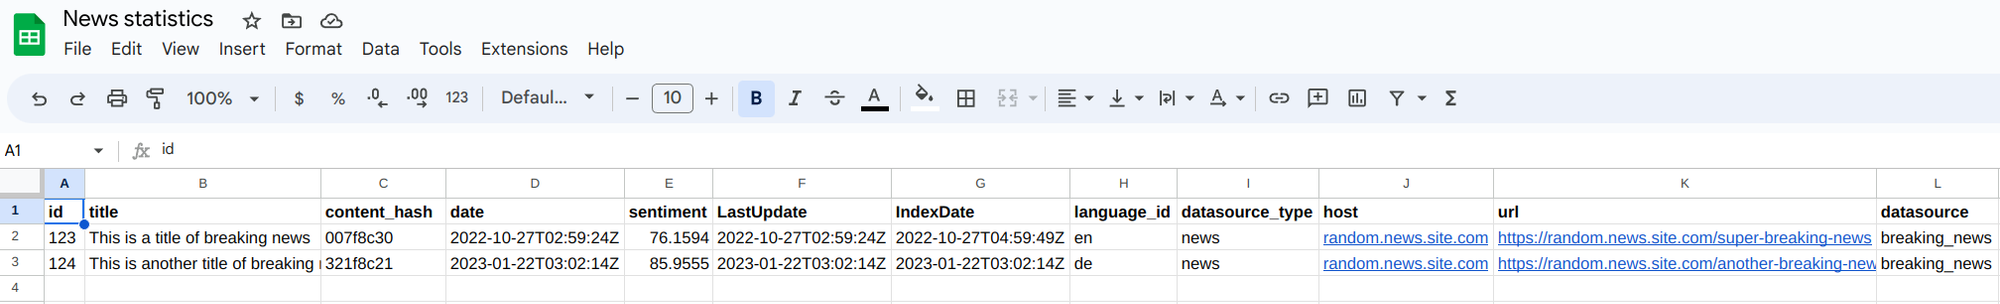 News statistics
File Edit View Insert Format Data Tools Extensions Help
100% $ % .0 .00 123 Defaul... 10 B I A A Σ
A1 fx id
A B C D E F G H I J K L
1 id title content_hash date sentiment LastUpdate IndexDate language_id datasource_type host url datasource
2 123 This is a title of breaking news 007f8c30 2022-10-27T02:59:24Z 76.1594 2022-10-27T02:59:24Z 2022-10-27T04:59:49Z en news random.news.site.com https://random.news.site.com/super-breaking-news breaking_news
3 124 This is another title of breaking 321f8c21 2023-01-22T03:02:14Z 85.9555 2023-01-22T03:02:14Z 2023-01-22T03:02:14Z de news random.news.site.com https://random.news.site.com/another-breaking-new breaking_news
4